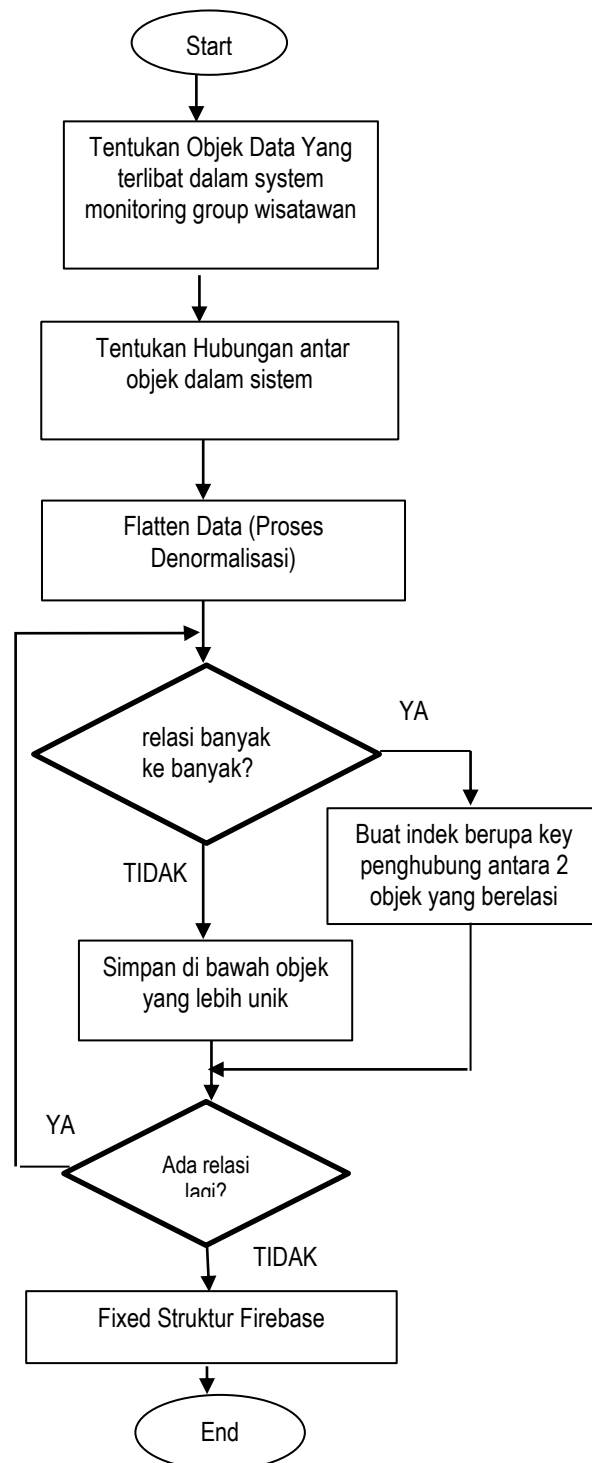 Start
Tentukan Objek Data Yang
terlibat dalam system
monitoring group wisatawan
Tentukan Hubungan antar
objek dalam sistem
Flatten Data (Proses
Denormalisasi)
relasi banyak
ke banyak?
YA
Buat indek berupa key
penghubung antara 2
objek yang berelasi
TIDAK
Simpan di bawah objek
yang lebih unik
YA
Ada relasi
lagi?
TIDAK
Fixed Struktur Firebase
End